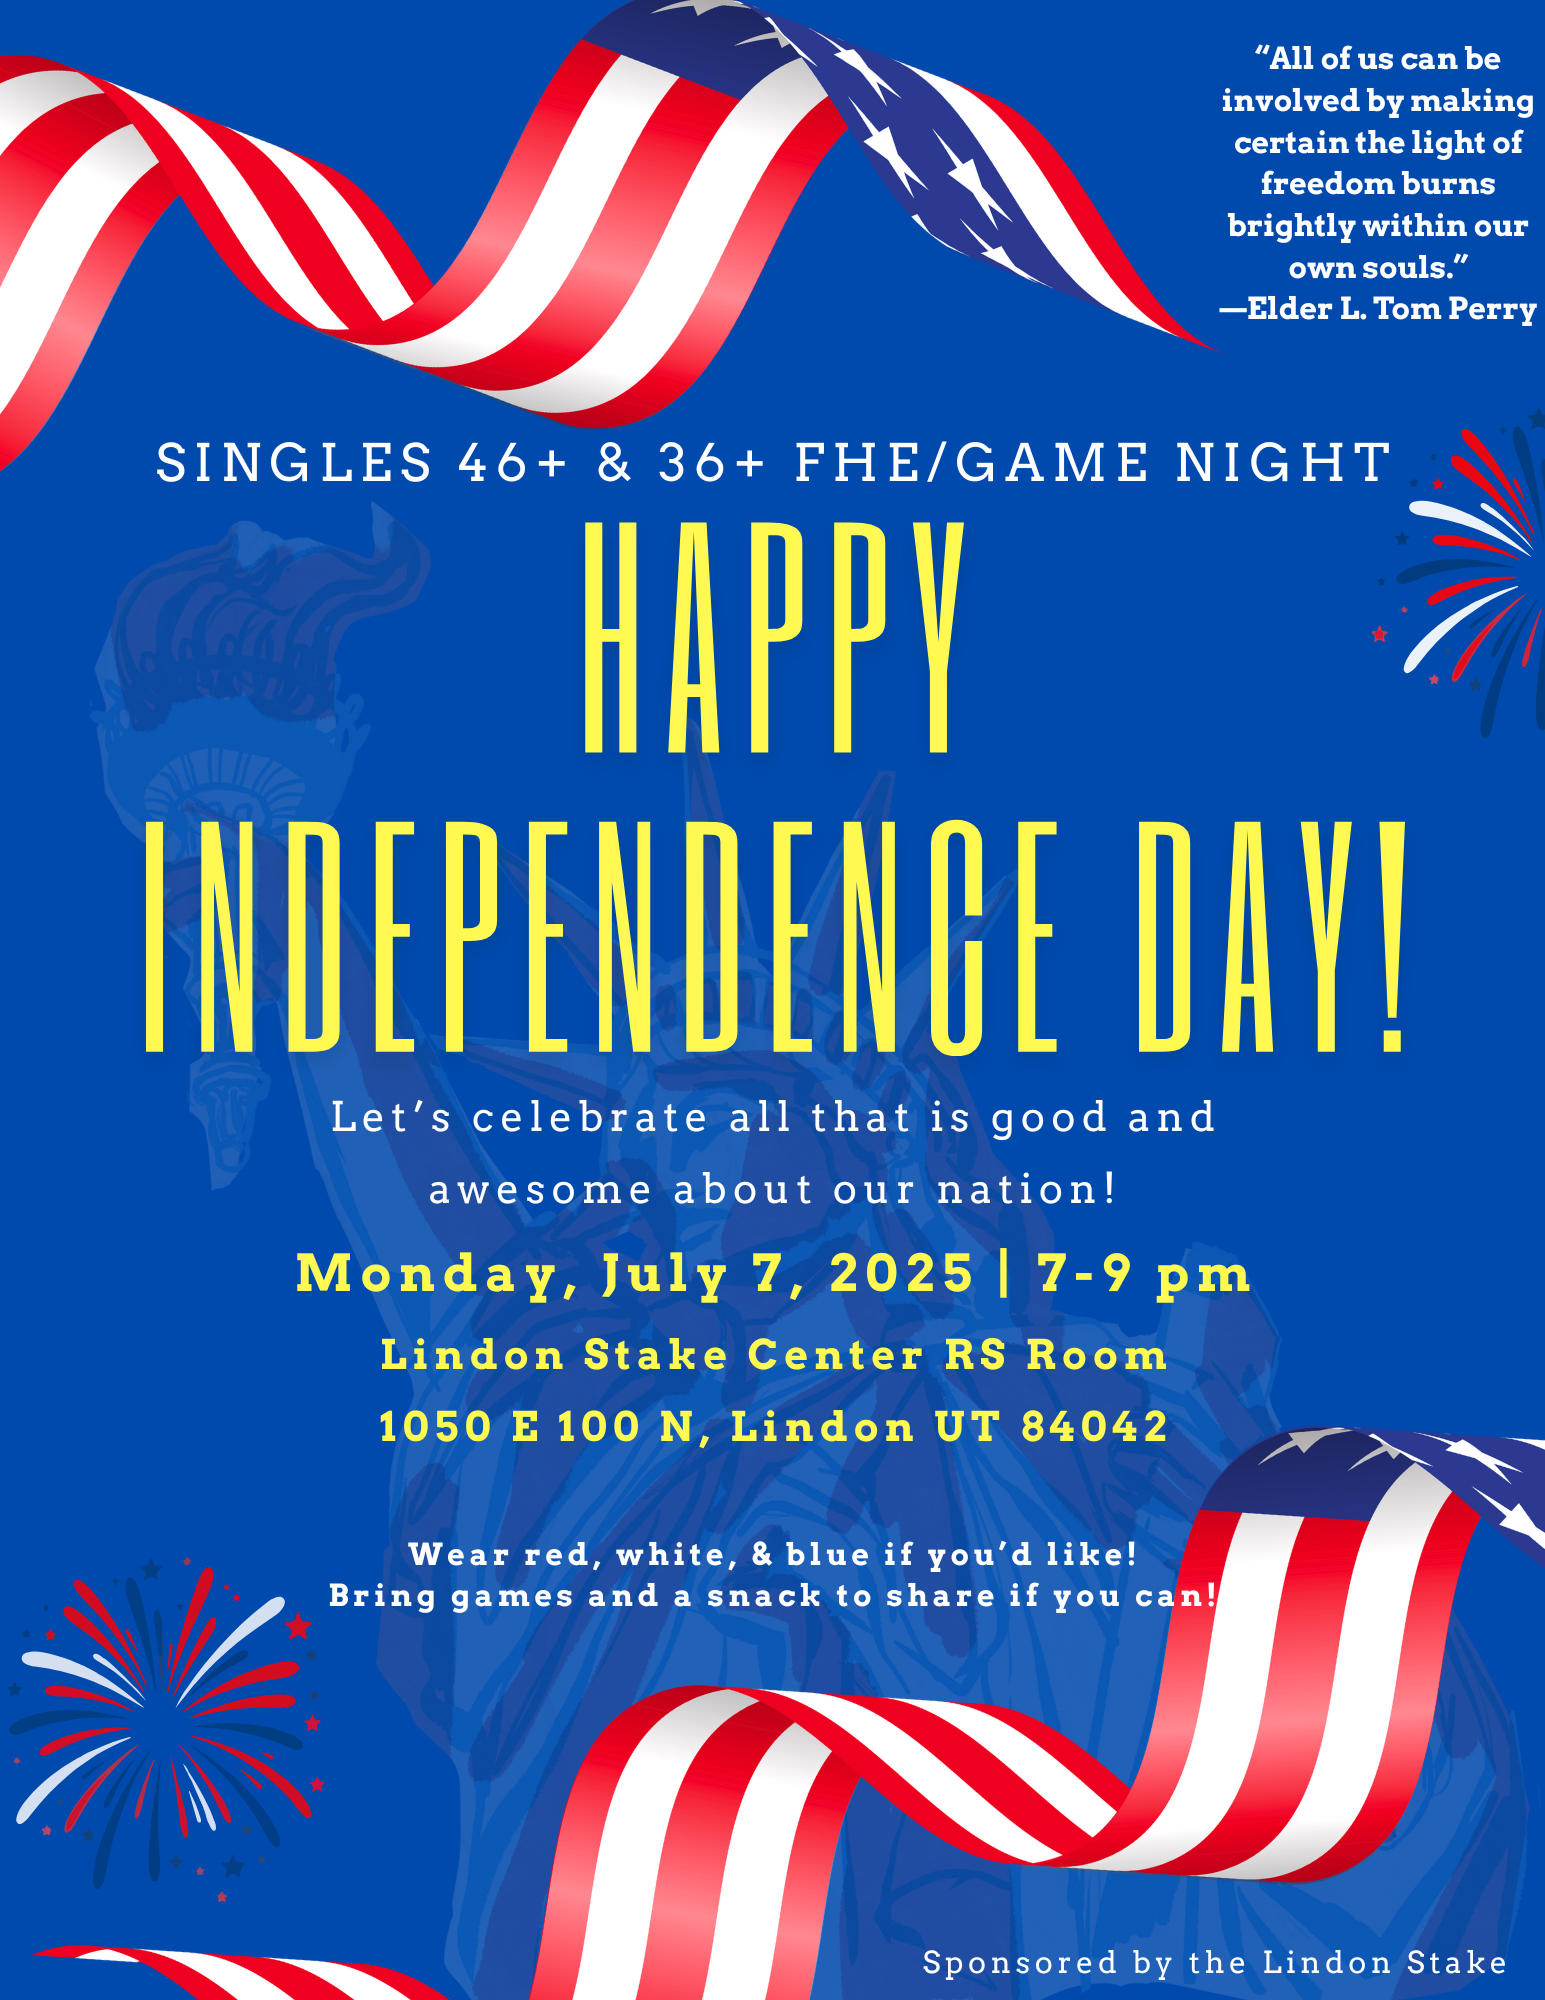 “All of us can be
involved by making
certain the light of
freedom burns
brightly within our
own souls.”
—Elder L. Tom Perry
SINGLES 46+ & 36+ FHE/GAME NIGHT
HAPPY
INDEPENDENCE DAY!
Let’s celebrate all that is good and
awesome about our nation!
Monday, July 7, 2025 | 7-9 pm
Lindon Stake Center RS Room
1050 E 100 N, Lindon UT 84042
Wear red, white, & blue if you’d like!
Bring games and a snack to share if you can!
Sponsored by the Lindon Stake